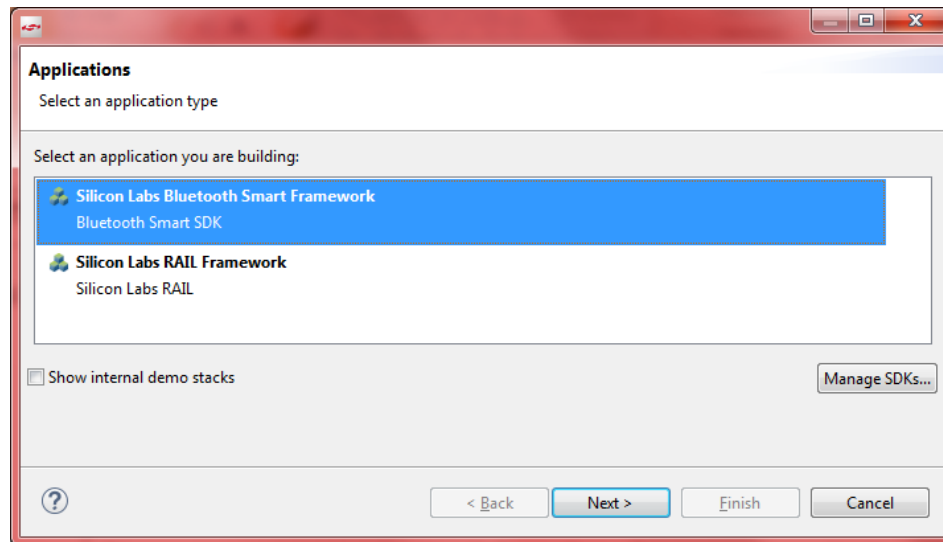 Applications
Select an application type
Select an application you are building:
Silicon Labs Bluetooth Smart Framework
Bluetooth Smart SDK
Silicon Labs RAIL Framework
Silicon Labs RAIL
Show internal demo stacks
Manage SDKs...
? < Back Next > Finish Cancel